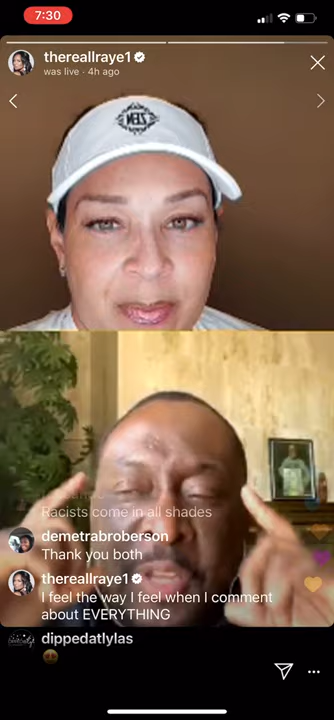 7:30
thereallraye1
was live · 4h ago
ZEN
Racists come in all shades
demetrabroberson
Thank you both
thereallraye1
I feel the way I feel when I comment
about EVERYTHING
dippedatlylas
😍